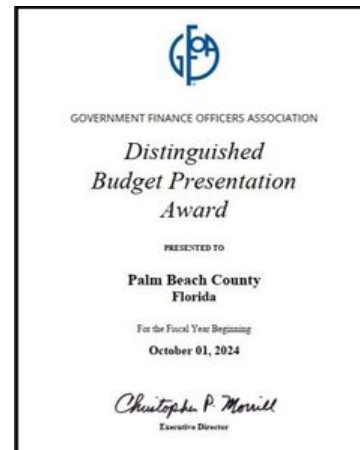 GFOA
GOVERNMENT FINANCE OFFICERS ASSOCIATION
Distinguished
Budget Presentation
Award
PRESENTED TO
Palm Beach County
Florida
For the Fiscal Year Beginning
October 01, 2024
Christopher P. Morrill
Executive Director